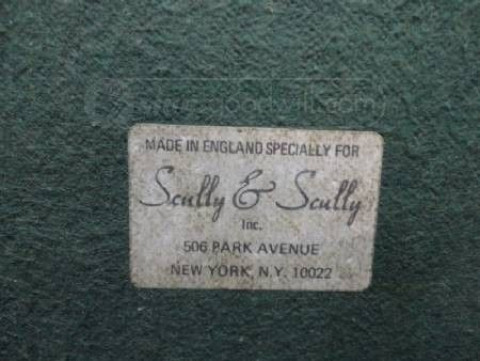 MADE IN ENGLAND SPECIALLY FOR
Scully & Scully
Inc.
506 PARK AVENUE
NEW YORK, N.Y. 10022